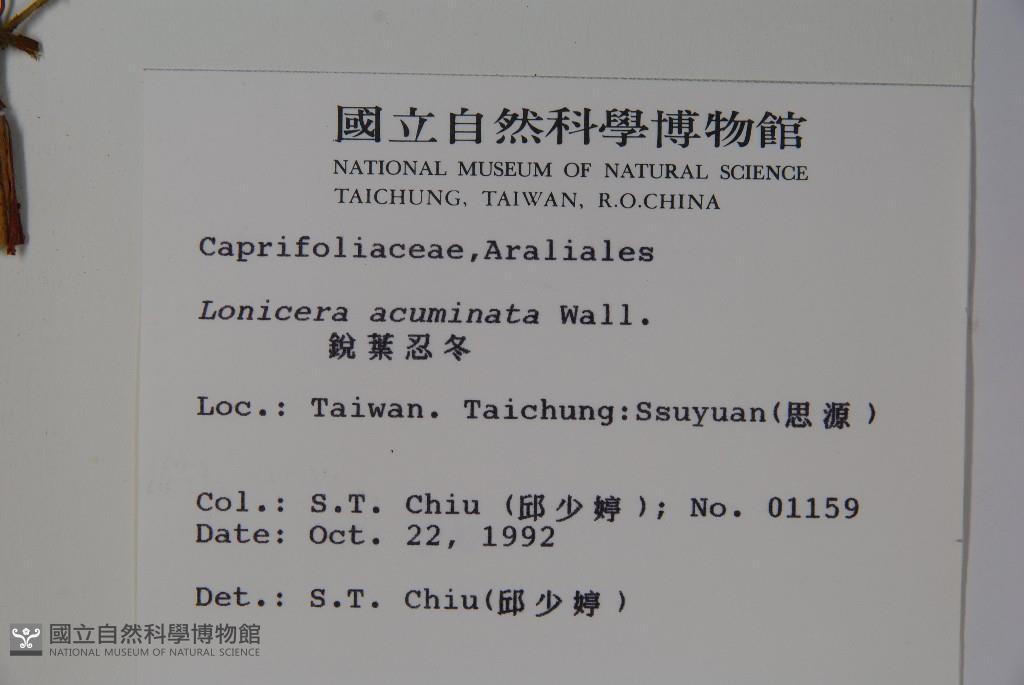 國立自然科學博物館
NATIONAL MUSEUM OF NATURAL SCIENCE
TAICHUNG, TAIWAN, R.O.CHINA
Caprifoliaceae,Araliales
Lonicera acuminata Wall.
銳葉忍冬
Loc.: Taiwan. Taichung:Ssuyuan(思源)
Col.: S.T. Chiu (邱少婷); No. 01159
Date: Oct. 22, 1992
Det.: S.T. Chiu(邱少婷)
國立自然科學博物館
NATIONAL MUSEUM OF NATURAL SCIENCE